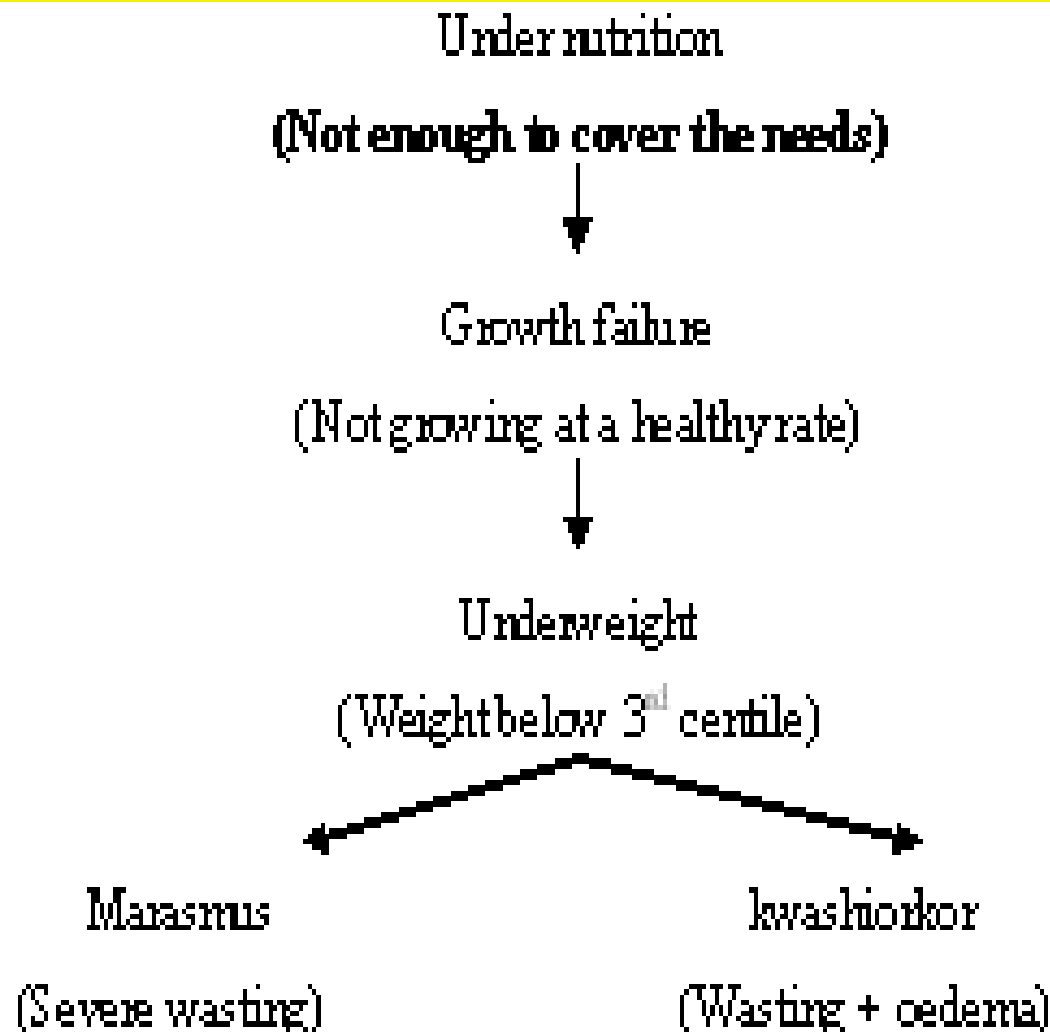 Under nutrition
(Not enough to cover the needs)
Growth failure
(Not growing at a healthy rate)
Underweight
(Weight below 3rd centile)
Marasmus kwashiorkor
(Severe wasting) (Wasting + oedema)